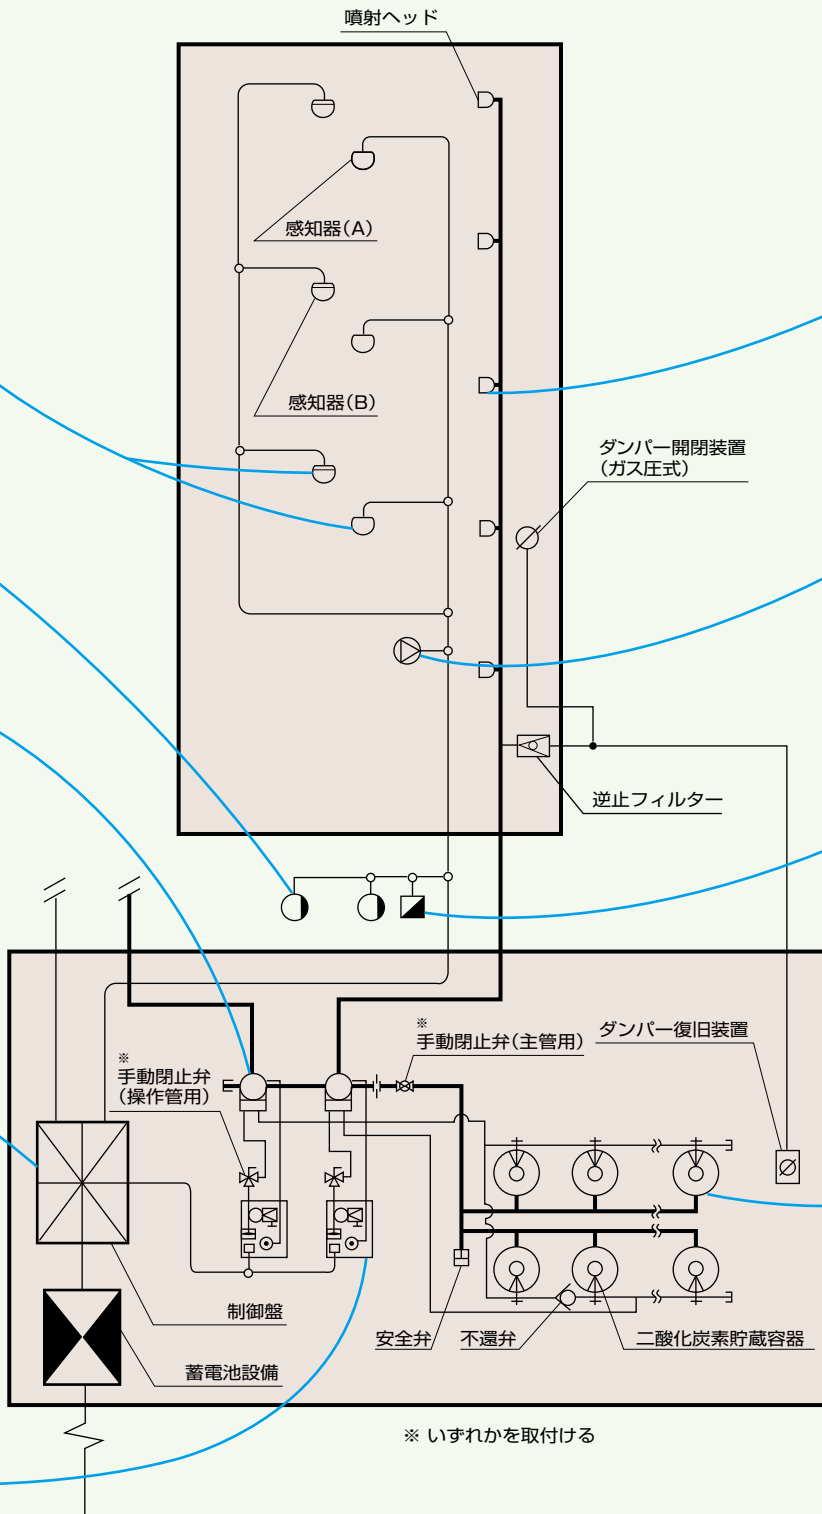 噴射ヘッド
感知器(A)
感知器(B)
ダンパー開閉装置
(ガス圧式)
逆止フィルター
※
手動閉止弁(主管用)
ダンパー復旧装置
※
手動閉止弁
(操作管用)
制御盤
安全弁
不還弁
二酸化炭素貯蔵容器
蓄電池設備
※ いずれかを取付ける